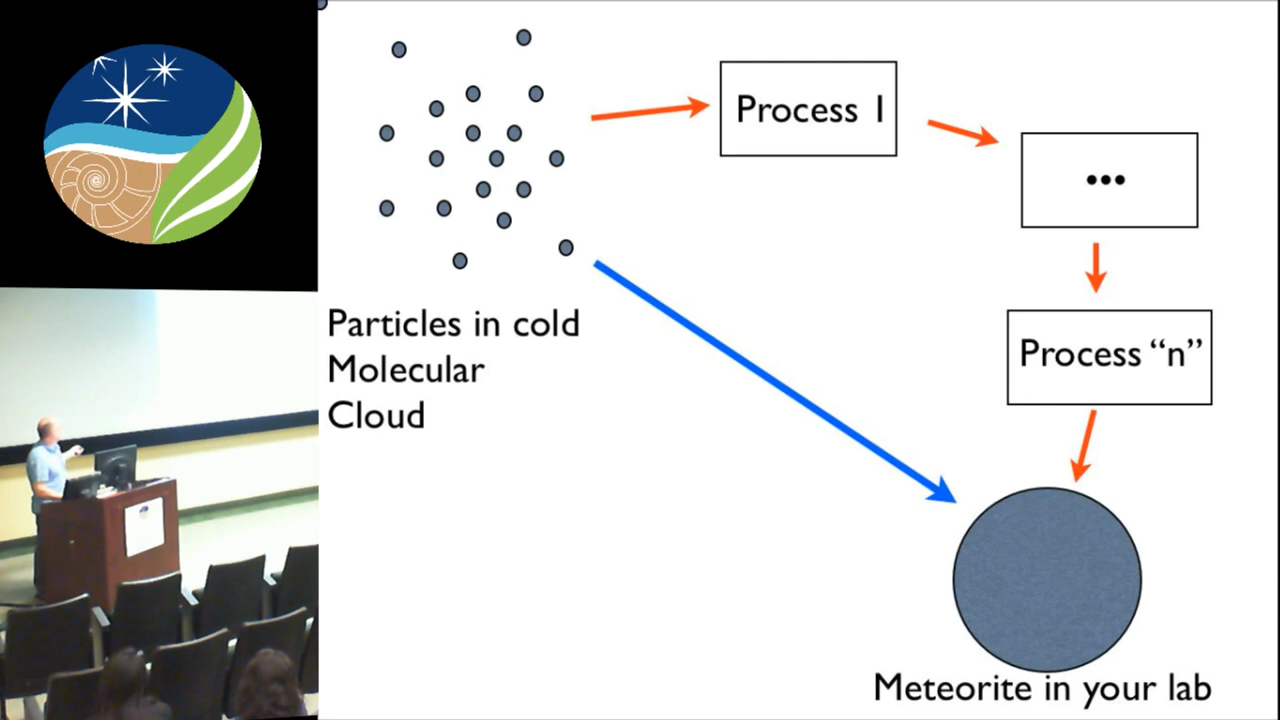 Process 1
•••
Particles in cold
Molecular
Cloud
Process “n”
Meteorite in your lab